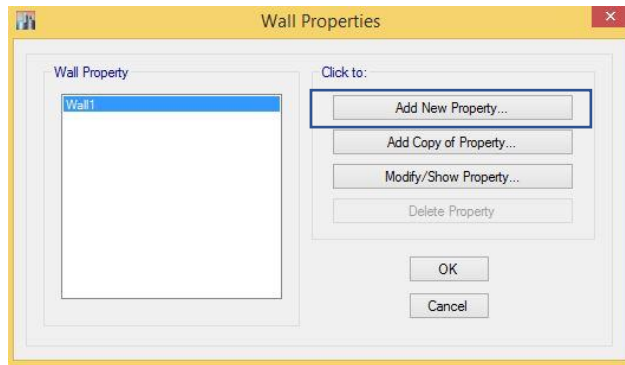 Wall Properties
Wall Property
Wall1
Click to:
Add New Property...
Add Copy of Property...
Modify/Show Property...
Delete Property
OK
Cancel